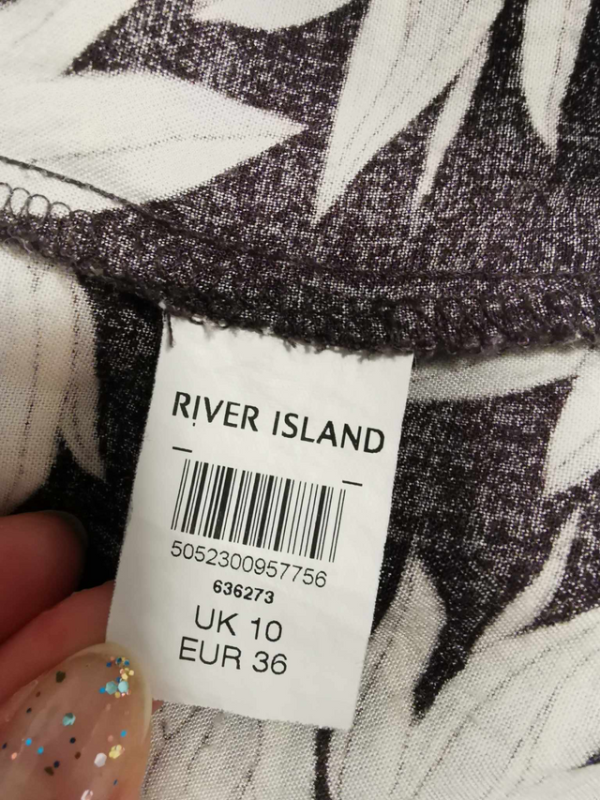 RIVER ISLAND
5052300957756
636273
UK 10
EUR 36